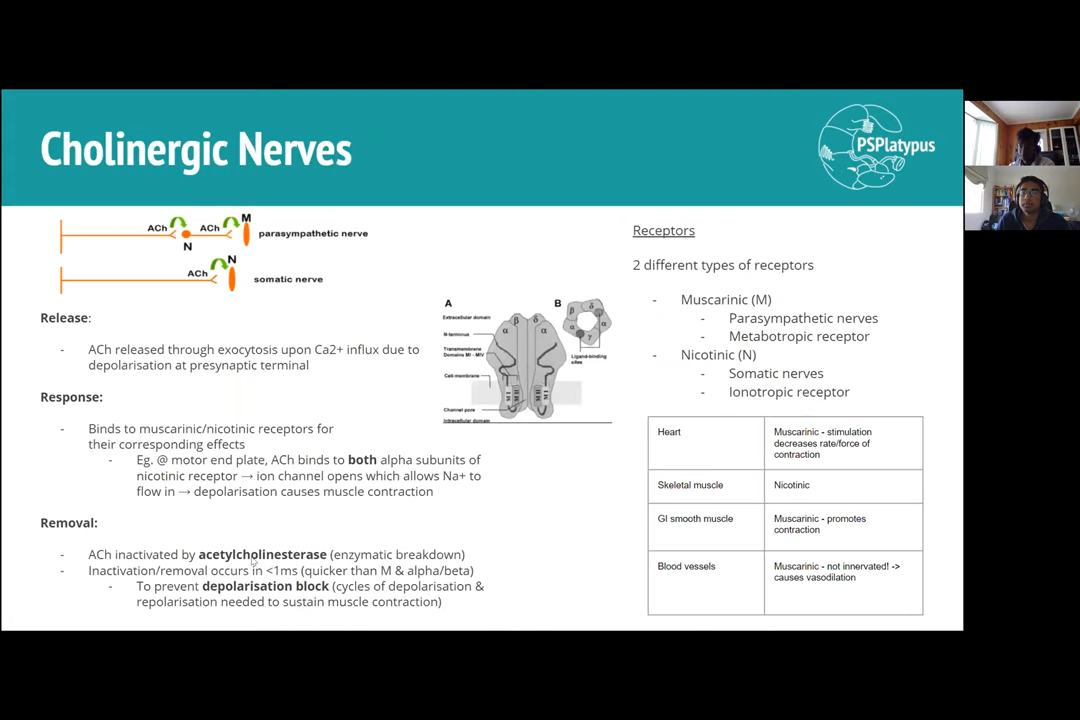 Cholinergic Nerves
PSPlatypus
ACh
ACh
M
N
parasympathetic nerve
ACh
N
somatic nerve
Release:
- ACh released through exocytosis upon Ca2+ influx due to
depolarisation at presynaptic terminal
Response:
- Binds to muscarinic/nicotinic receptors for
their corresponding effects
- Eg. @ motor end plate, ACh binds to both alpha subunits of
nicotinic receptor → ion channel opens which allows Na+ to
flow in → depolarisation causes muscle contraction
Removal:
- ACh inactivated by acetylcholinesterase (enzymatic breakdown)
- Inactivation/removal occurs in <1ms (quicker than M & alpha/beta)
- To prevent depolarisation block (cycles of depolarisation &
repolarisation needed to sustain muscle contraction)
A
Extracellular domain
N-terminus
Transmembrane
Domains MI - MIV
Cell-membrane
Channel pore
Intracellular domain
α
β
δ
α
M I
M II
M II
M I
B
β
δ
α
α
γ
Ligand-binding
sites
Receptors
2 different types of receptors
- Muscarinic (M)
- Parasympathetic nerves
- Metabotropic receptor
- Nicotinic (N)
- Somatic nerves
- Ionotropic receptor
Heart
Muscarinic - stimulation
decreases rate/force of
contraction
Skeletal muscle
Nicotinic
GI smooth muscle
Muscarinic - promotes
contraction
Blood vessels
Muscarinic - not innervated! ->
causes vasodilation